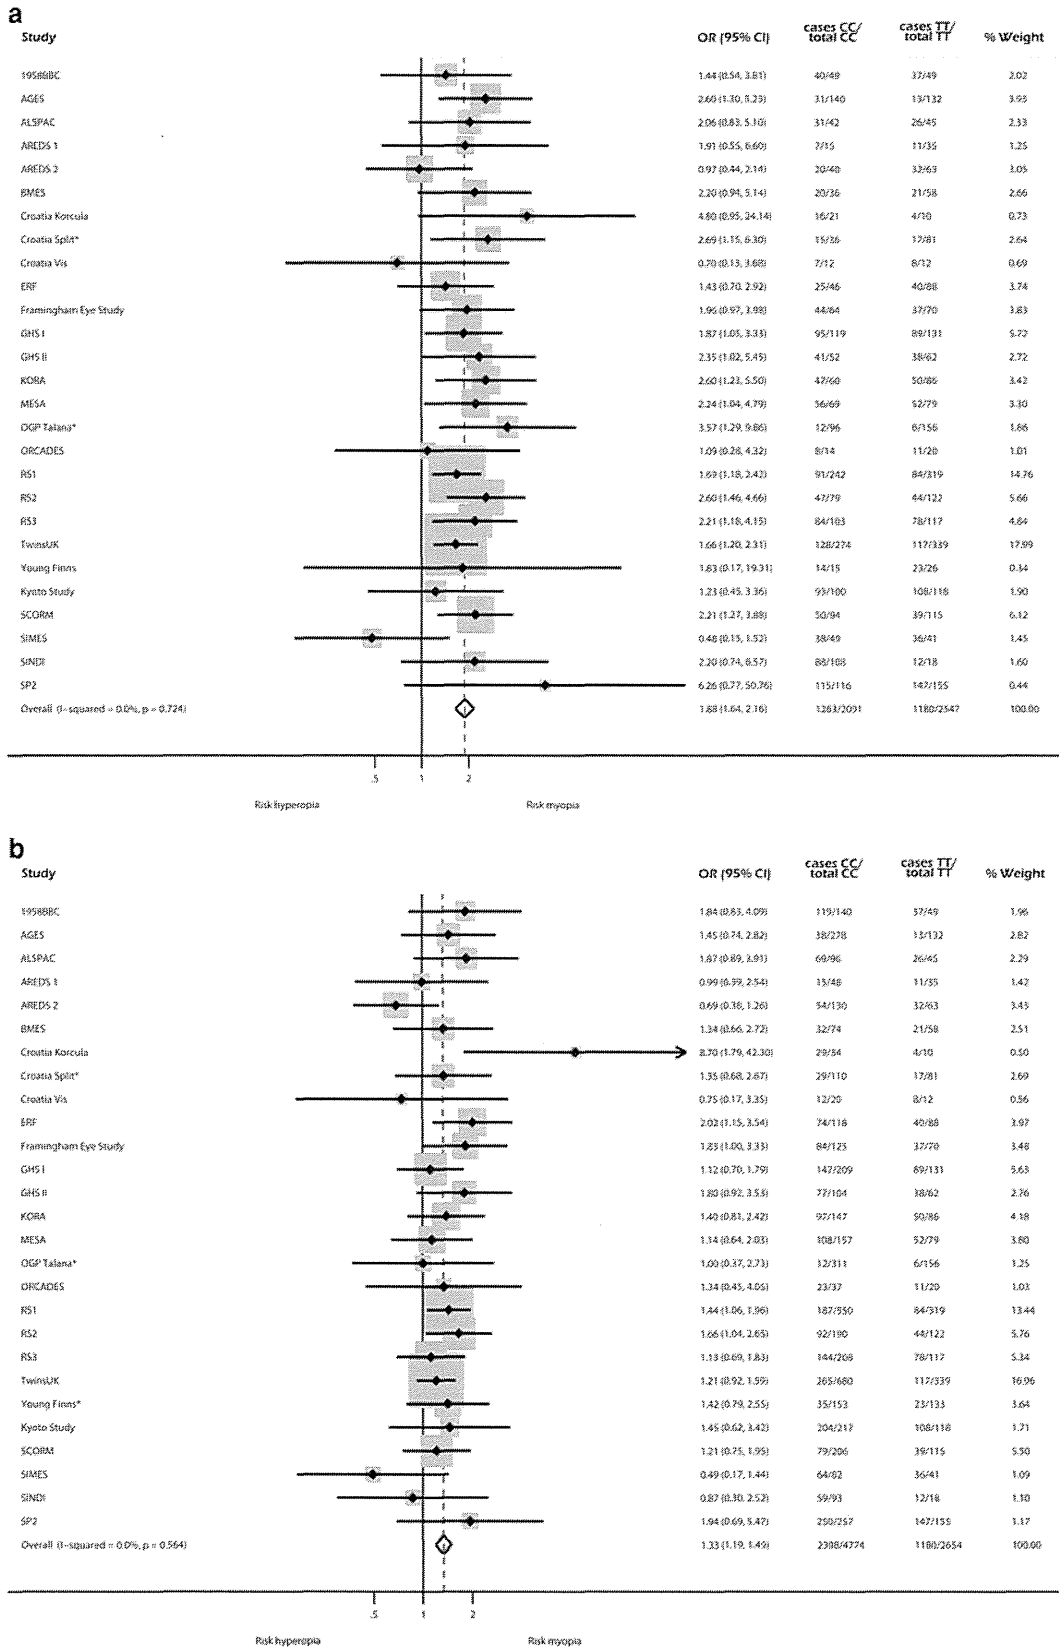 a
Study OR (95% CI) cases CC/ total CC cases TT/ total TT % Weight
1958BBC 1.44 (0.54, 3.81) 40/49 37/49 2.02
AGES 2.60 (1.30, 5.23) 31/140 13/132 3.93
ALSPAC 2.06 (0.83, 5.10) 31/42 26/45 2.33
AREDS 1 1.91 (0.55, 6.60) 7/15 11/35 1.25
AREDS 2 0.97 (0.44, 2.14) 20/40 32/63 3.05
BMES 2.20 (0.94, 5.14) 20/36 21/58 2.66
Croatia Korcula 4.80 (0.95, 24.14) 16/21 4/10 0.73
Croatia Split* 2.69 (1.15, 6.30) 15/36 17/81 2.64
Croatia Vis 0.70 (0.13, 3.68) 7/12 8/12 0.69
ERF 1.43 (0.70, 2.92) 25/46 40/88 3.74
Framingham Eye Study 1.96 (0.97, 3.98) 44/64 37/70 3.83
GHS I 1.87 (1.05, 3.33) 95/119 89/131 5.72
GHS II 2.35 (1.02, 5.45) 41/52 38/62 2.72
KORA 2.60 (1.23, 5.50) 47/60 50/86 3.42
MESA 2.24 (1.04, 4.79) 56/69 52/79 3.30
OGP Talana* 3.57 (1.29, 9.86) 12/96 6/156 1.86
ORCADES 1.09 (0.28, 4.32) 8/14 11/20 1.01
RS1 1.69 (1.18, 2.42) 91/242 84/319 14.76
RS2 2.60 (1.46, 4.66) 47/79 44/122 5.66
RS3 2.21 (1.18, 4.15) 84/103 78/117 4.84
TwinsUK 1.66 (1.20, 2.31) 128/274 117/339 17.99
Young Finns 1.83 (0.17, 19.31) 14/15 23/26 0.34
Kyoto Study 1.23 (0.45, 3.36) 93/100 108/118 1.90
SCORM 2.21 (1.27, 3.88) 50/94 39/115 6.12
SIMES 0.48 (0.15, 1.52) 38/49 36/41 1.45
SINDI 2.20 (0.74, 6.57) 88/108 12/18 1.60
SP2 6.26 (0.77, 50.76) 115/116 147/155 0.44
Overall (I-squared = 0.0%, p = 0.724) 1.88 (1.64, 2.16) 1263/2091 1180/2547 100.00
.5 1 2
Risk hyperopia Risk myopia
b
Study OR (95% CI) cases CC/ total CC cases TT/ total TT % Weight
1958BBC 1.84 (0.83, 4.09) 119/140 37/49 1.96
AGES 1.45 (0.74, 2.82) 38/278 13/132 2.82
ALSPAC 1.87 (0.89, 3.91) 69/96 26/45 2.29
AREDS 1 0.99 (0.39, 2.54) 15/48 11/35 1.42
AREDS 2 0.69 (0.38, 1.26) 54/130 32/63 3.43
BMES 1.34 (0.66, 2.72) 32/74 21/58 2.51
Croatia Korcula 8.70 (1.79, 42.30) 29/34 4/10 0.50
Croatia Split* 1.35 (0.68, 2.67) 29/110 17/81 2.69
Croatia Vis 0.75 (0.17, 3.35) 12/20 8/12 0.56
ERF 2.02 (1.15, 3.54) 74/118 40/88 3.97
Framingham Eye Study 1.83 (1.00, 3.33) 84/125 37/70 3.48
GHS I 1.12 (0.70, 1.79) 147/209 89/131 5.63
GHS II 1.80 (0.92, 3.53) 77/104 38/62 2.76
KORA 1.40 (0.81, 2.42) 97/147 50/86 4.18
MESA 1.14 (0.64, 2.03) 108/157 52/79 3.80
OGP Talana* 1.00 (0.37, 2.73) 12/311 6/156 1.25
ORCADES 1.34 (0.45, 4.05) 23/37 11/20 1.03
RS1 1.44 (1.06, 1.96) 187/550 84/319 13.44
RS2 1.66 (1.04, 2.65) 92/190 44/122 5.76
RS3 1.13 (0.69, 1.83) 144/208 78/117 5.34
TwinsUK 1.21 (0.92, 1.59) 265/680 117/339 16.96
Young Finns* 1.42 (0.79, 2.55) 35/153 23/133 3.64
Kyoto Study 1.45 (0.62, 3.42) 204/217 108/118 1.71
SCORM 1.21 (0.75, 1.95) 79/206 39/115 5.50
SIMES 0.49 (0.17, 1.44) 64/82 36/41 1.09
SINDI 0.87 (0.30, 2.52) 59/93 12/18 1.10
SP2 1.94 (0.69, 5.47) 250/257 147/155 1.17
Overall (I-squared = 0.0%, p = 0.564) 1.33 (1.19, 1.49) 2308/4774 1180/2654 100.00
.5 1 2
Risk hyperopia Risk myopia